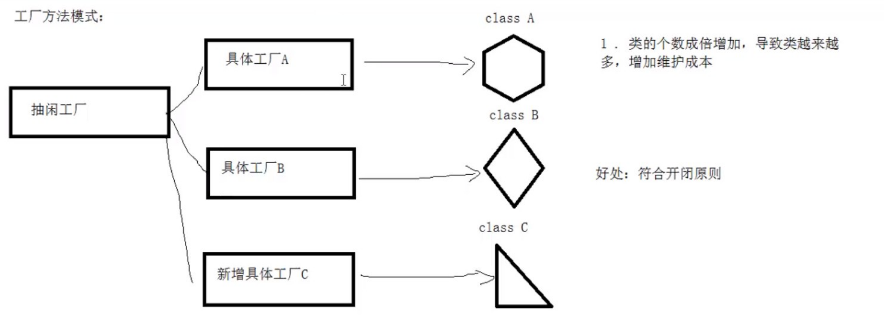 工厂方法模式:
class A
具体工厂A
1 . 类的个数成倍增加, 导致类越来越
多, 增加维护成本
抽闲工厂
class B
具体工厂B
好处: 符合开闭原则
class C
新增具体工厂C